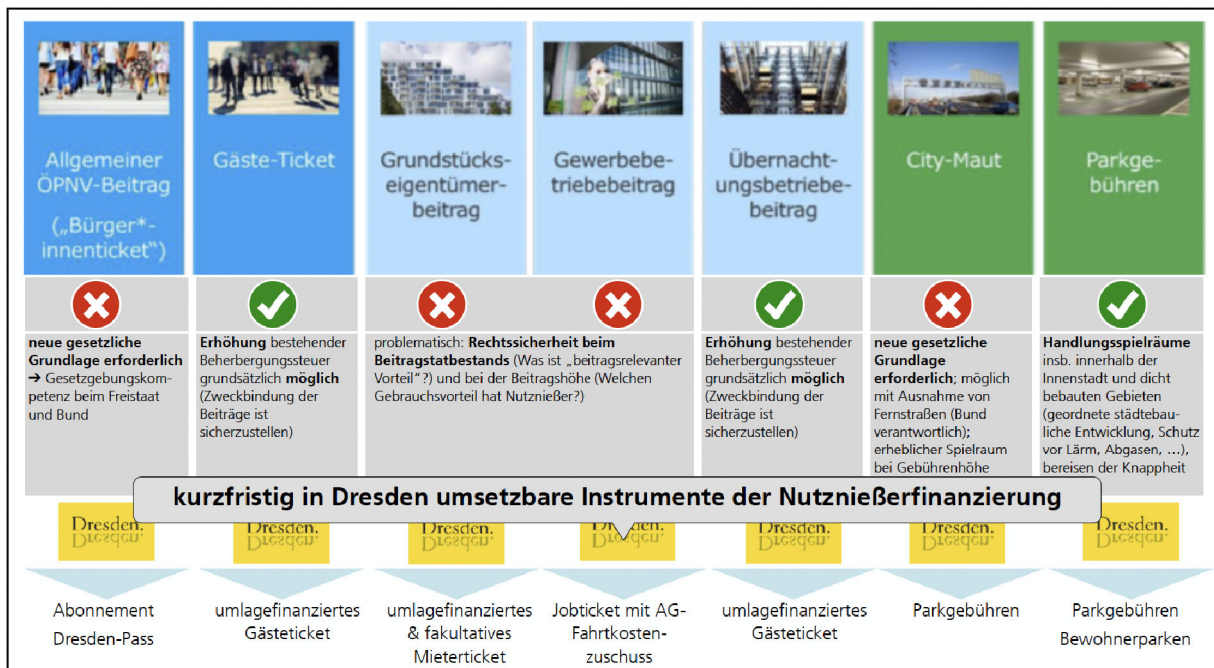 Allgemeiner
ÖPNV-Beitrag
(„Bürger*-
innenticket“)
Gäste-Ticket
Grundstücks-
eigentümer-
beitrag
Gewerbebe-
triebebeitrag
Übernacht-
ungsbetriebe-
beitrag
City-Maut
Parkge-
bühren
neue gesetzliche
Grundlage erforderlich
→ Gesetzgebungskom-
petenz beim Freistaat
und Bund
Erhöhung bestehender
Beherbergungssteuer
grundsätzlich möglich
(Zweckbindung der
Beiträge ist
sicherzustellen)
problematisch: Rechtssicherheit beim
Beitragstatbestands (Was ist „beitragsrelevanter
Vorteil“?) und bei der Beitragshöhe (Welchen
Gebrauchsvorteil hat Nutznießer?)
Erhöhung bestehender
Beherbergungssteuer
grundsätzlich möglich
(Zweckbindung der
Beiträge ist
sicherzustellen)
neue gesetzliche
Grundlage
erforderlich; möglich
mit Ausnahme von
Fernstraßen (Bund
verantwortlich);
erheblicher Spielraum
bei Gebührenhöhe
Handlungsspielräume
insb. innerhalb der
Innenstadt und dicht
bebauten Gebieten
(geordnete städtebau-
liche Entwicklung, Schutz
vor Lärm, Abgasen, ...),
bereisen der Knappheit
kurzfristig in Dresden umsetzbare Instrumente der Nutznießerfinanzierung
Dresden.
Dresden.
Dresden.
Dresden.
Dresden.
Dresden.
Dresden.
Abonnement
Dresden-Pass
umlagefinanziertes
Gästeticket
umlagefinanziertes
& fakultatives
Mieterticket
Jobticket mit AG-
Fahrtkosten-
zuschuss
umlagefinanziertes
Gästeticket
Parkgebühren
Parkgebühren
Bewohnerparken